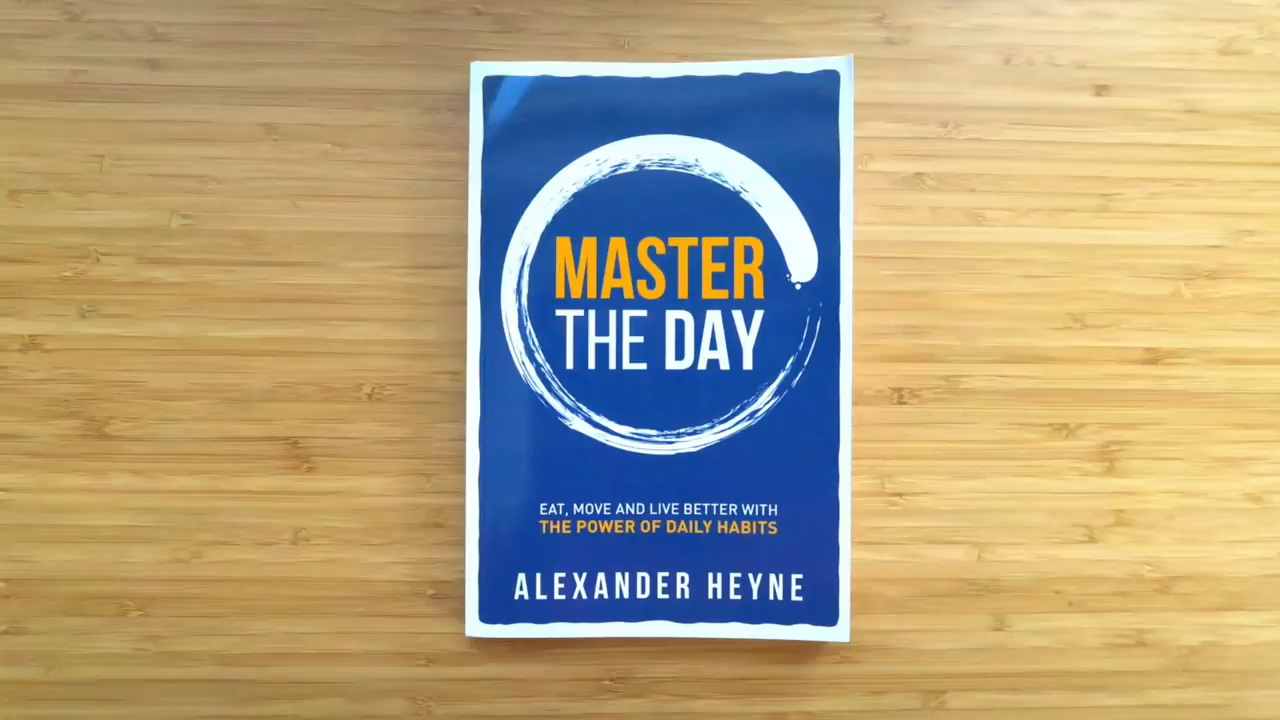 MASTER
THE DAY
EAT, MOVE AND LIVE BETTER WITH
THE POWER OF DAILY HABITS
ALEXANDER HEYNE